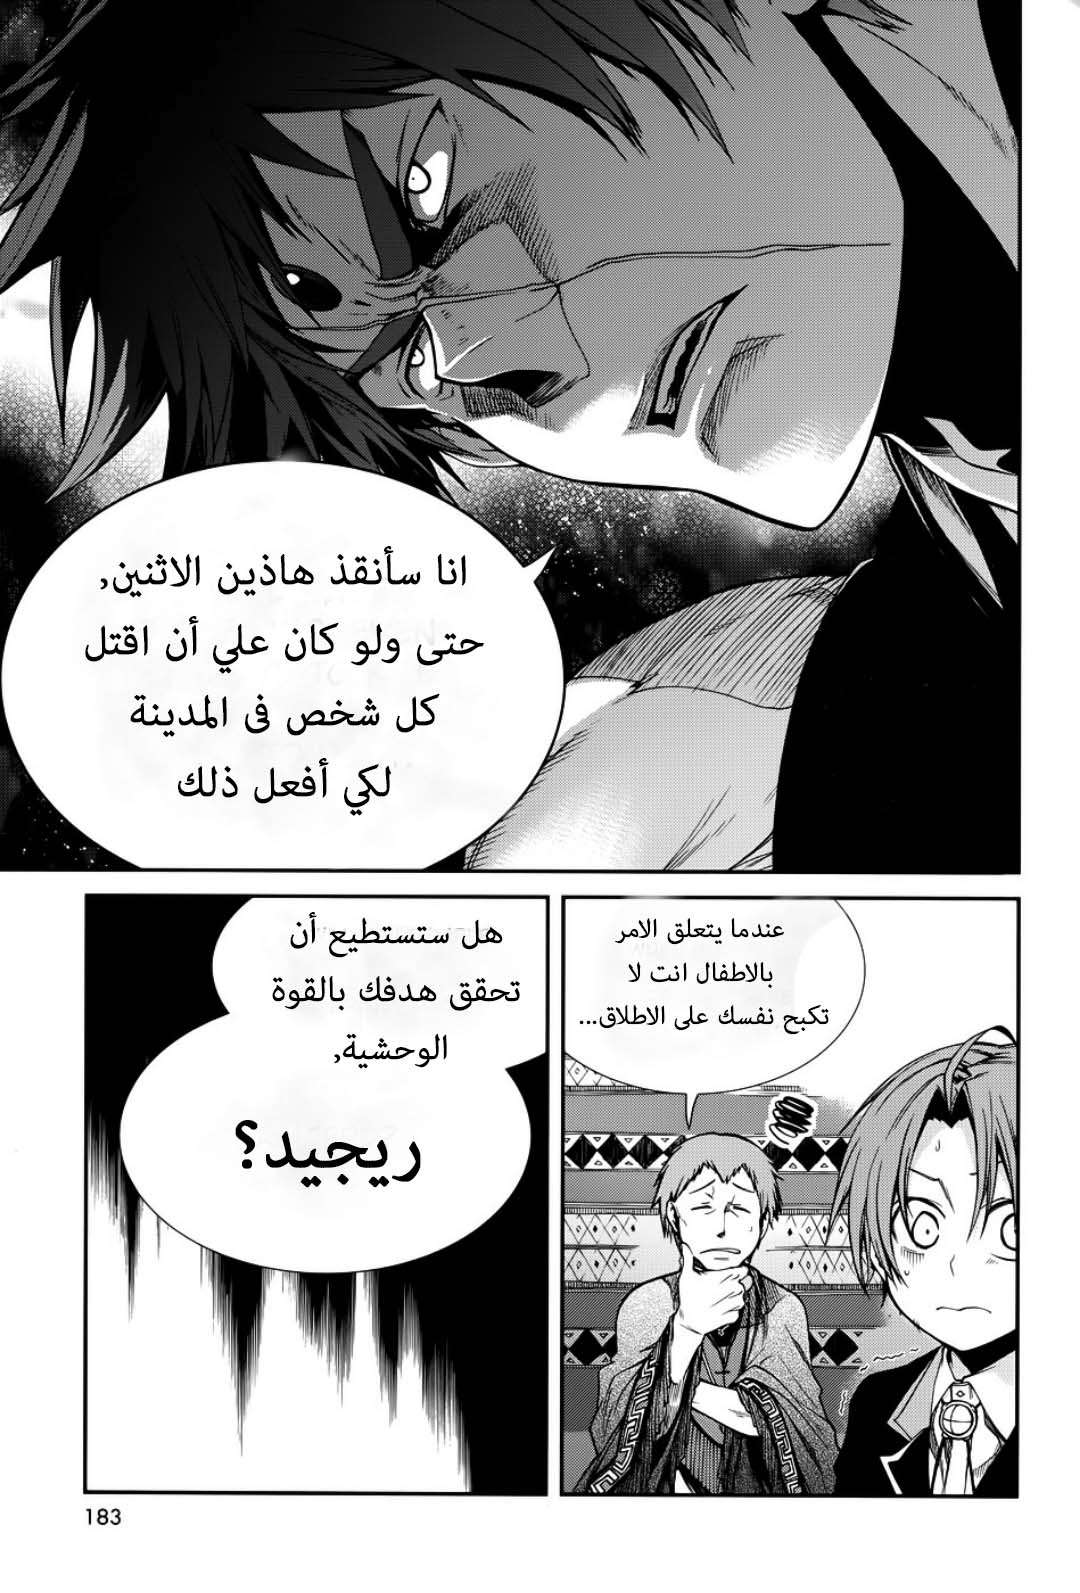 انا سأنقذ هاذين الاثنين,
حتى ولو كان علي أن اقتل
كل شخص فى المدينة
لكي أفعل ذلك
عندما يتعلق الامر
بالاطفال انت لا
تكبح نفسك على الاطلاق...
هل ستستطيع أن
تحقق هدفك بالقوة
الوحشية,
ريجيد؟
183